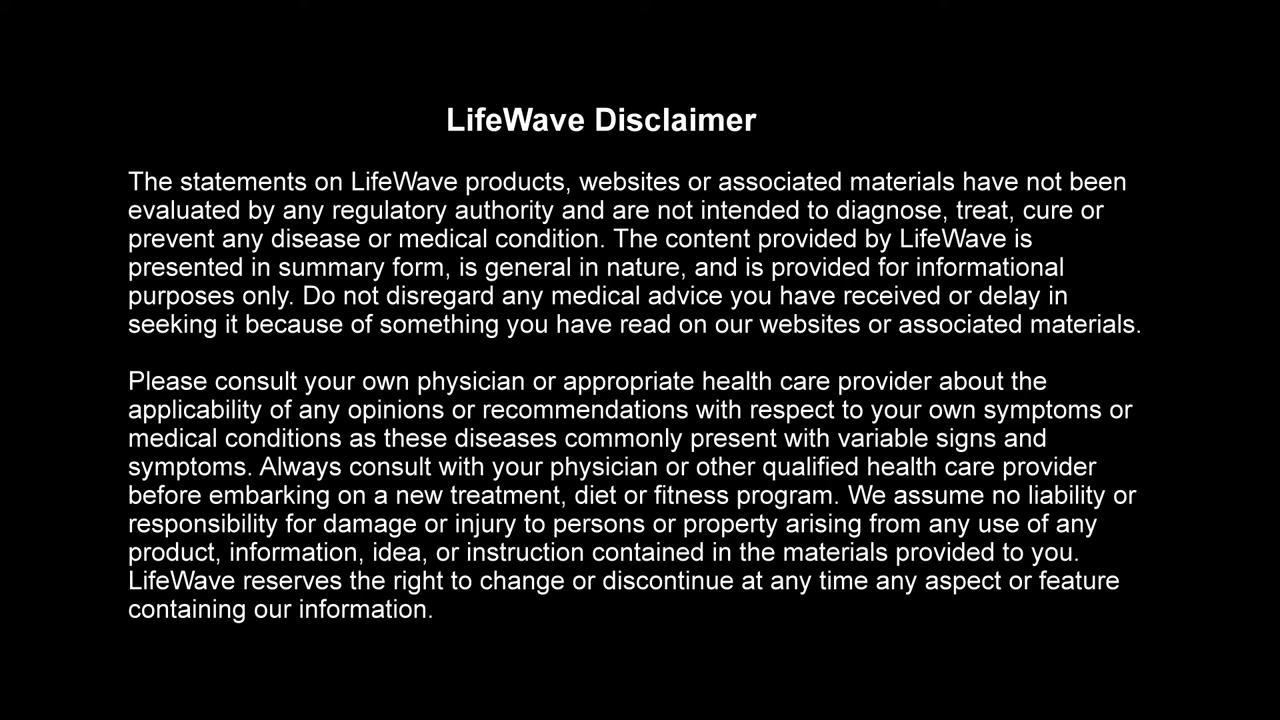 LifeWave Disclaimer
The statements on LifeWave products, websites or associated materials have not been
evaluated by any regulatory authority and are not intended to diagnose, treat, cure or
prevent any disease or medical condition. The content provided by LifeWave is
presented in summary form, is general in nature, and is provided for informational
purposes only. Do not disregard any medical advice you have received or delay in
seeking it because of something you have read on our websites or associated materials.
Please consult your own physician or appropriate health care provider about the
applicability of any opinions or recommendations with respect to your own symptoms or
medical conditions as these diseases commonly present with variable signs and
symptoms. Always consult with your physician or other qualified health care provider
before embarking on a new treatment, diet or fitness program. We assume no liability or
responsibility for damage or injury to persons or property arising from any use of any
product, information, idea, or instruction contained in the materials provided to you.
LifeWave reserves the right to change or discontinue at any time any aspect or feature
containing our information.